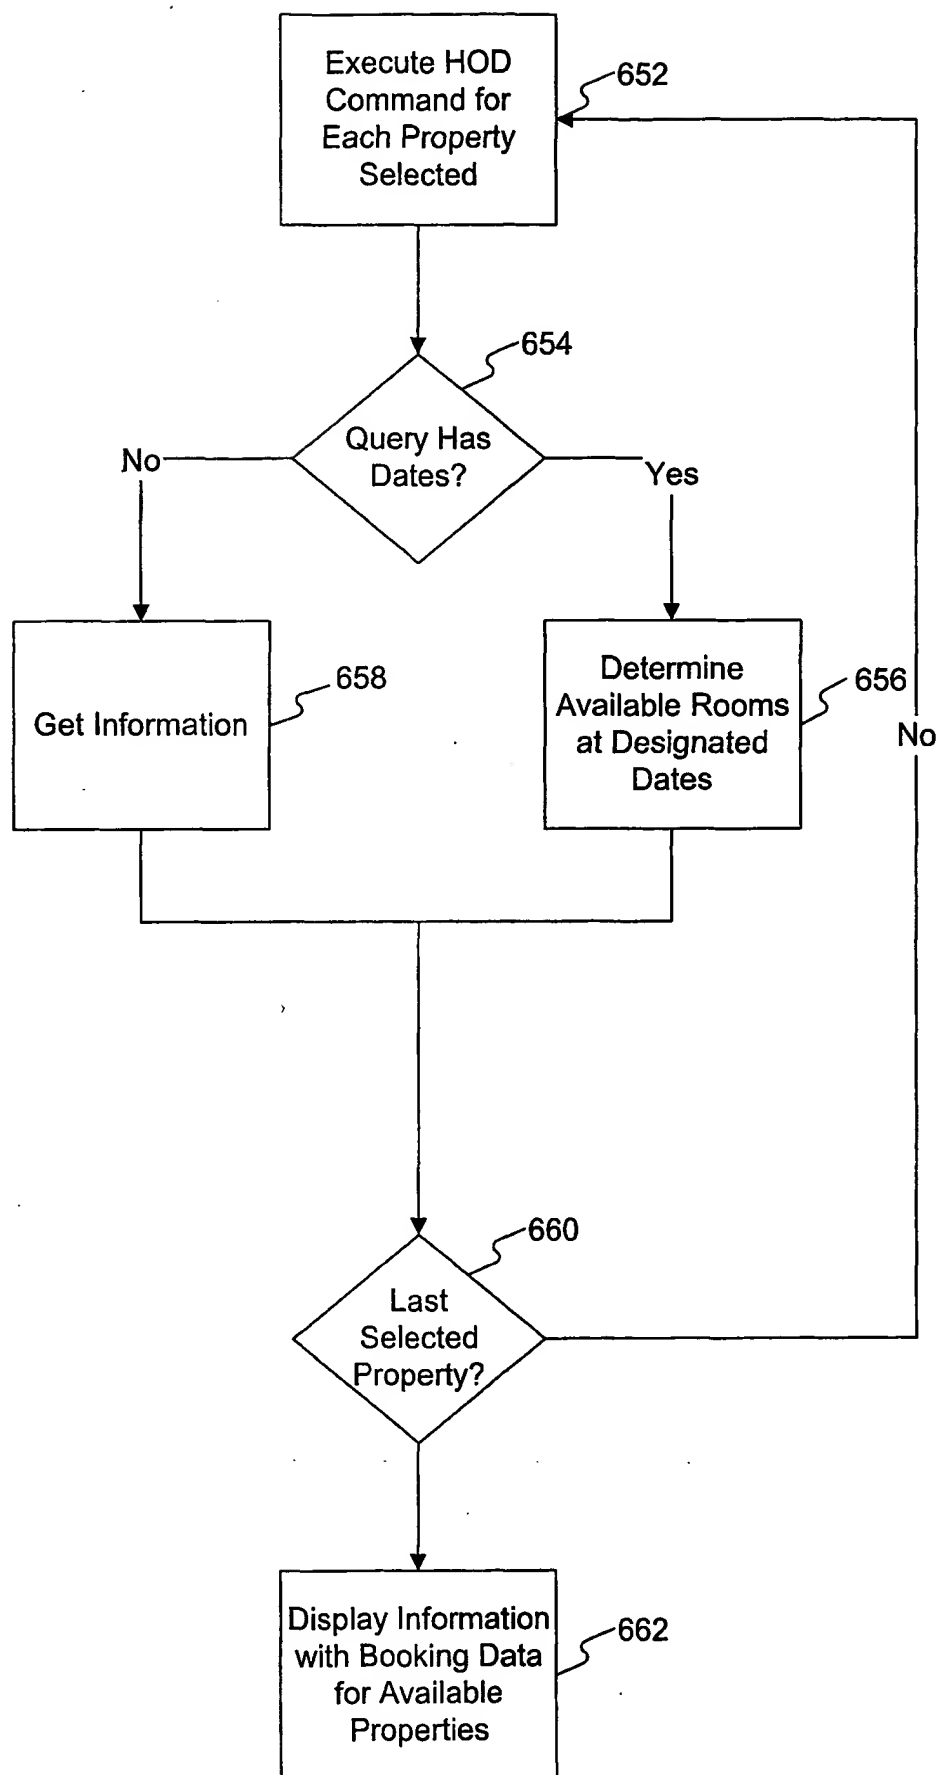 Execute HOD
Command for
Each Property
Selected
652
654
Query Has
Dates?
No
Yes
Get Information
658
Determine
Available Rooms
at Designated
Dates
656
No
660
Last
Selected
Property?
Display Information
with Booking Data
for Available
Properties
662